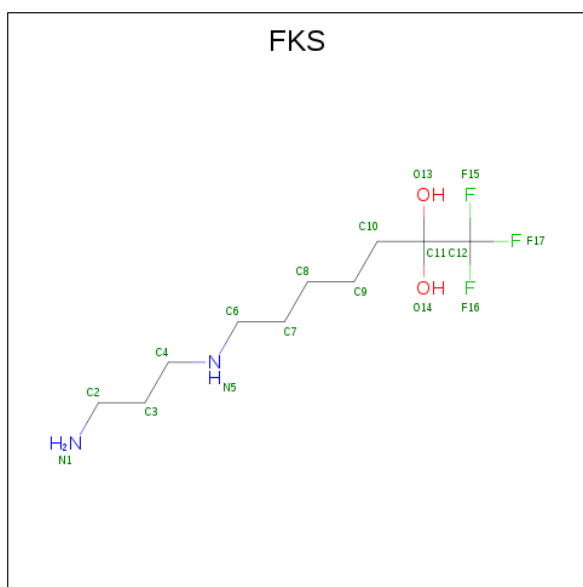 FKS
O13 F15
OH F
C10
F F17
C11 C12
C8
OH F
C9
O14 F16
C6
C7
C4
N
H
N5
C2
C3
H₂N
N1